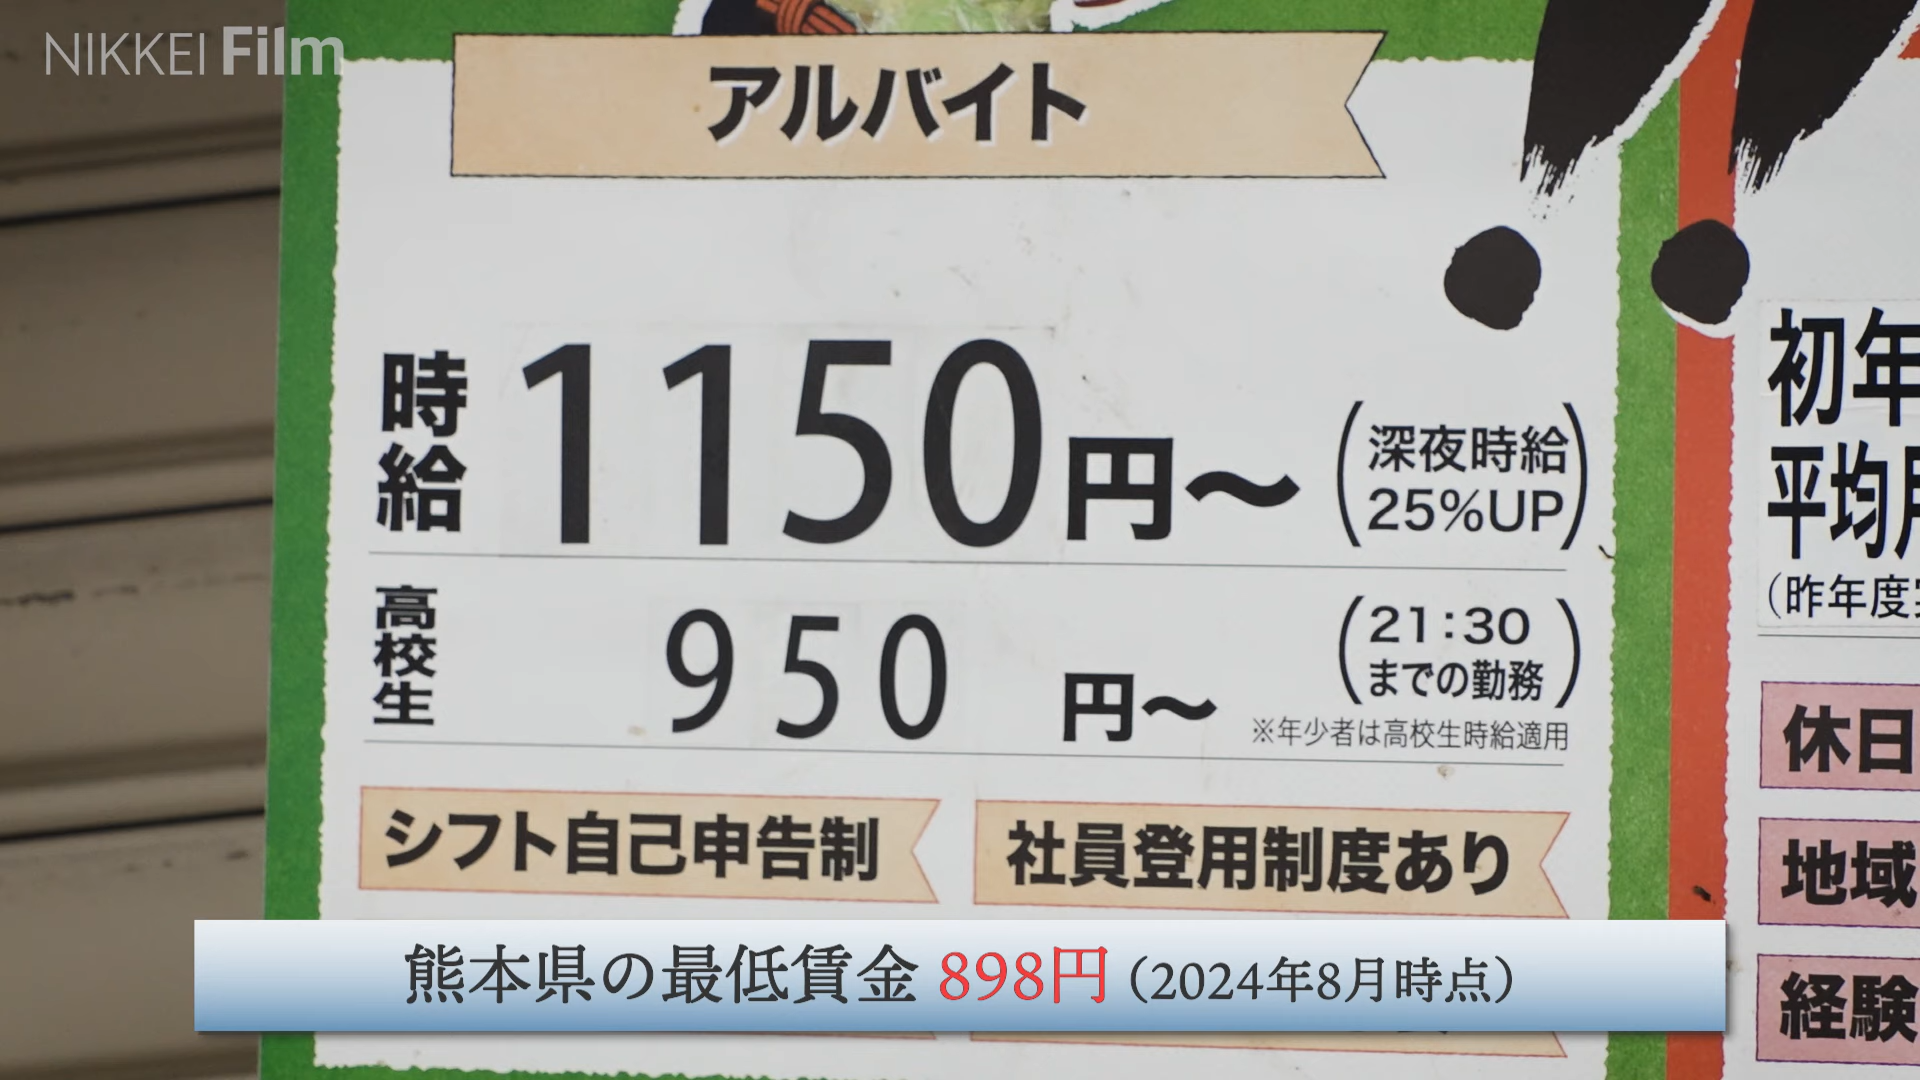 NIKKEI Film
アルバイト
時給 1150円～ (深夜時給 25%UP)
高校生 950円～ (21:30までの勤務)
※年少者は高校生時給適用
シフト自己申告制
社員登用制度あり
初年
平均
(昨年度
休日
地域
経験
熊本県の最低賃金 898円 (2024年8月時点)